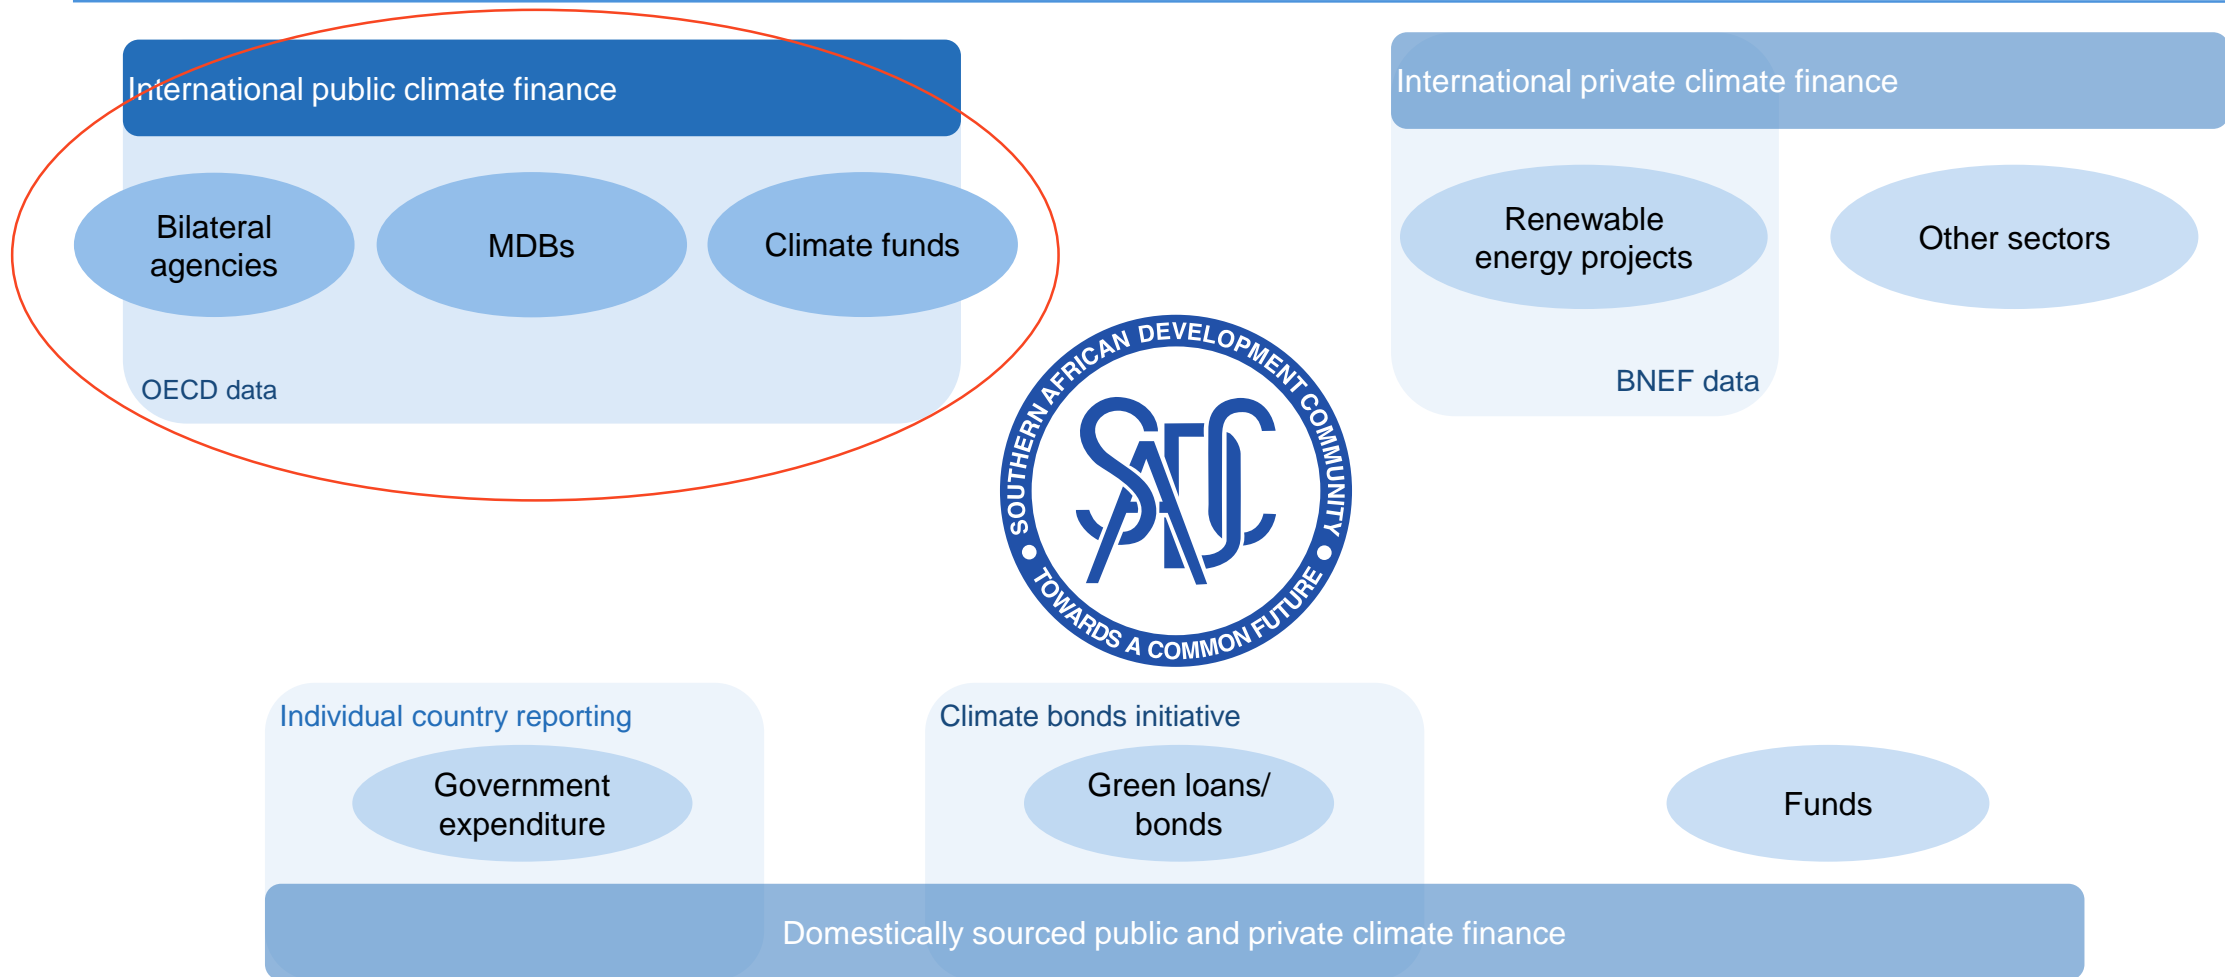 International public climate finance
Bilateral
agencies
MDBs
Climate funds
OECD data
International private climate finance
Renewable
energy projects
Other sectors
BNEF data
SOUTHERN AFRICAN DEVELOPMENT COMMUNITY
SADC
TOWARDS A COMMON FUTURE
Individual country reporting
Government
expenditure
Climate bonds initiative
Green loans/
bonds
Funds
Domestically sourced public and private climate finance